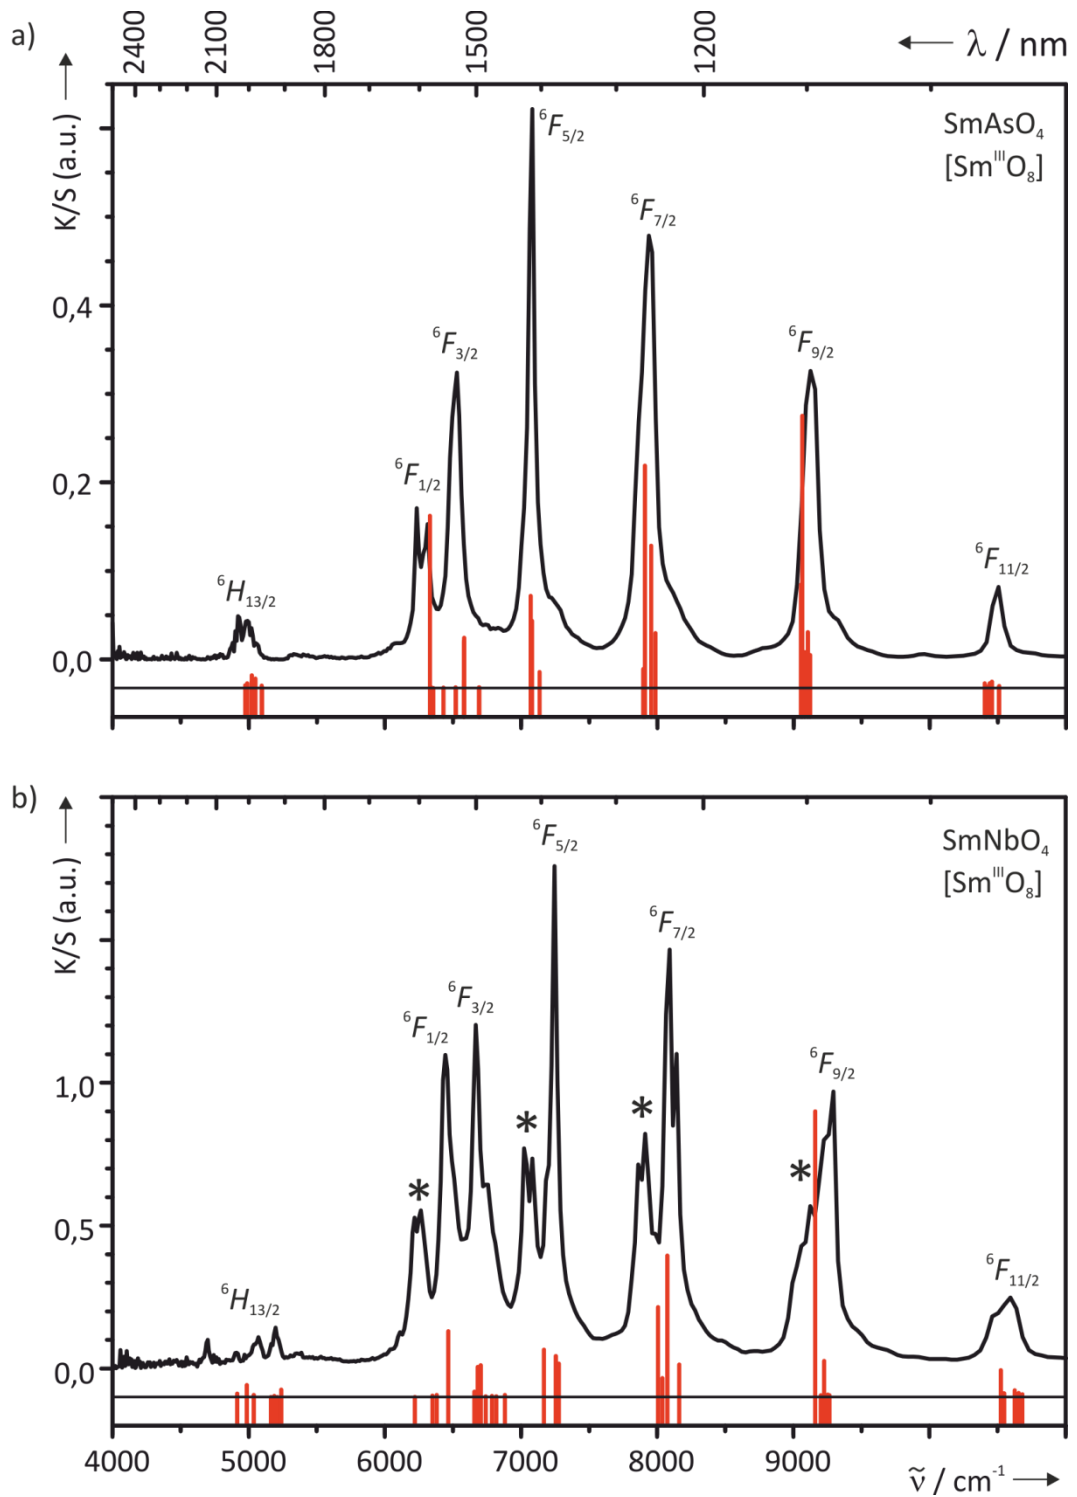 a)
2400 2100 1800 1500 1200 ← λ / nm
K/S (a.u.) →
SmAsO₄
[SmᴵᴵᴵO₈]
⁶F₅/₂
⁶F₇/₂
⁶F₃/₂
⁶F₉/₂
⁶F₁/₂
⁶H₁₃/₂
⁶F₁₁/₂
0,4
0,2
0,0
b)
K/S (a.u.) →
SmNbO₄
[SmᴵᴵᴵO₈]
⁶F₅/₂
⁶F₇/₂
⁶F₃/₂
⁶F₁/₂
⁶F₉/₂
* * * *
⁶H₁₃/₂
⁶F₁₁/₂
1,0
0,5
0,0
4000 5000 6000 7000 8000 9000 ṽ / cm⁻¹ →